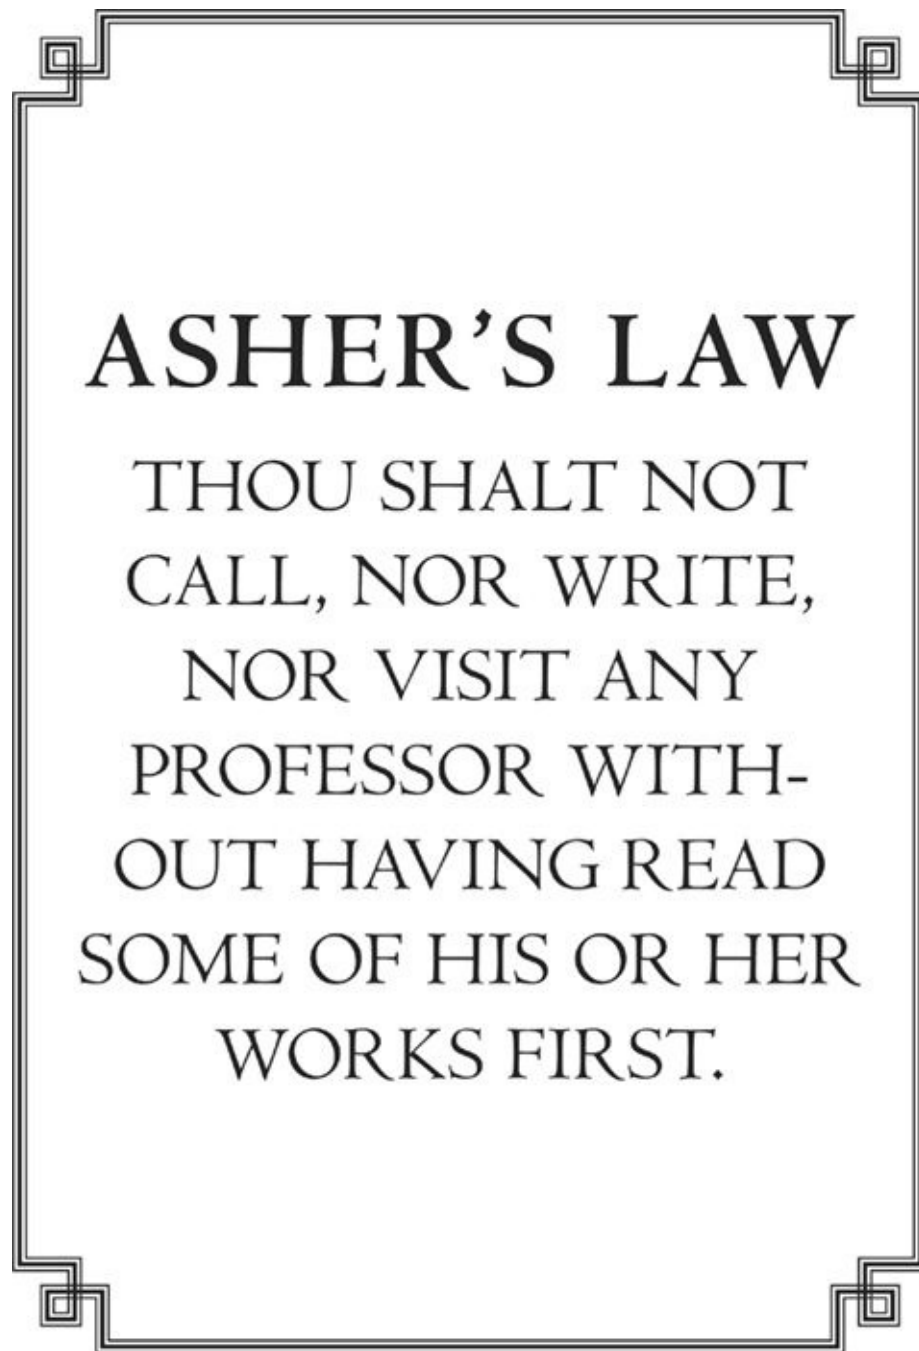 ASHER’S LAW
THOU SHALT NOT
CALL, NOR WRITE,
NOR VISIT ANY
PROFESSOR WITH-
OUT HAVING READ
SOME OF HIS OR HER
WORKS FIRST.